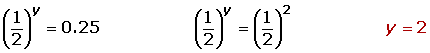 (1/2)^y = 0.25    (1/2)^y = (1/2)^2    y = 2